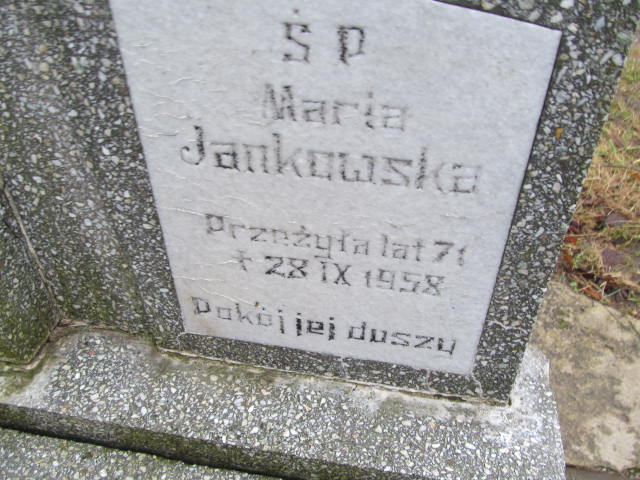 Ś P
Maria
Jankowska
Przeżyła lat 71
† 28 IX 1958
Pokój jej duszy